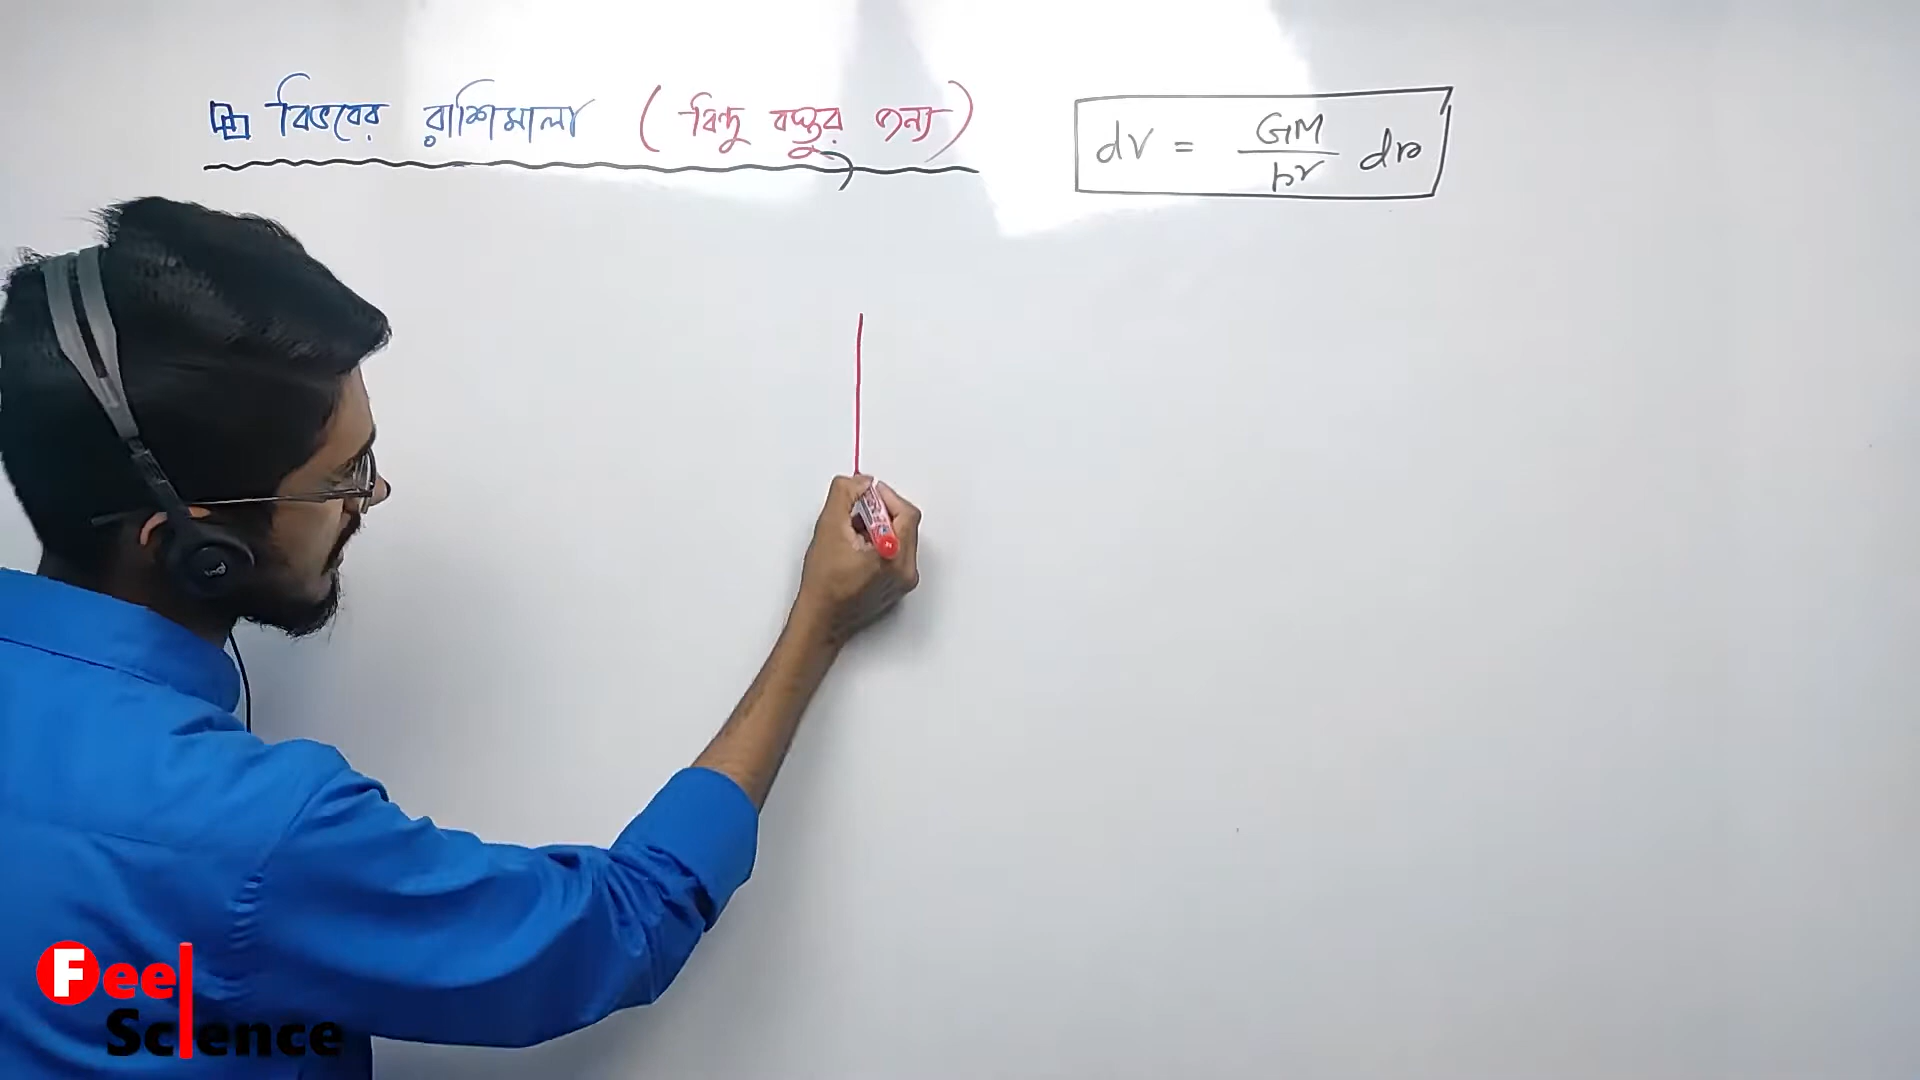 বিভবের রাশিমালা (বিন্দু বস্তুর জন্য)
dV = GM/r² dr
Feel
Science